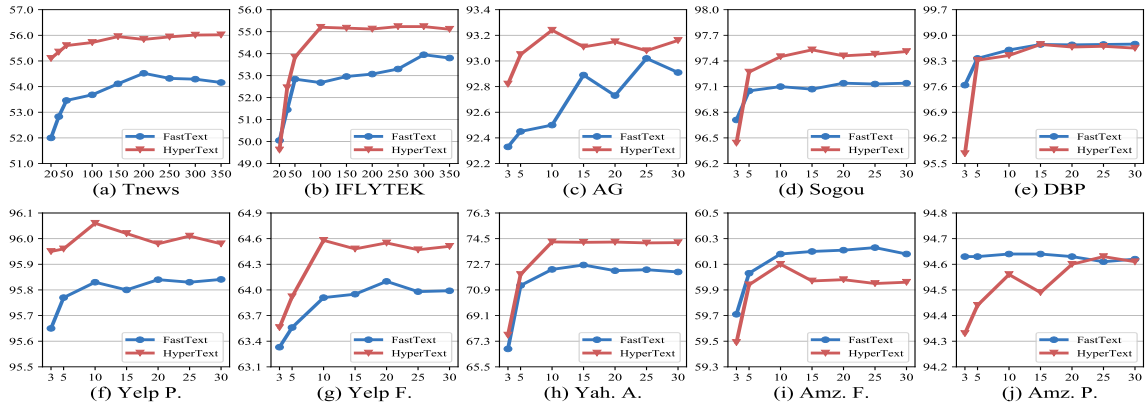 57.0
56.0
55.0
54.0
53.0
52.0
51.0
20 50 100 150 200 250 300 350
FastText
HyperText
(a) Tnews
56.0
55.0
54.0
53.0
52.0
51.0
50.0
49.0
20 50 100 150 200 250 300 350
FastText
HyperText
(b) IFLYTEK
93.4
93.2
93.0
92.8
92.6
92.4
92.2
3 5 10 15 20 25 30
FastText
HyperText
(c) AG
98.0
97.7
97.4
97.1
96.8
96.5
96.2
3 5 10 15 20 25 30
FastText
HyperText
(d) Sogou
99.7
99.0
98.3
97.6
96.9
96.2
95.5
3 5 10 15 20 25 30
FastText
HyperText
(e) DBP
96.1
96.0
95.9
95.8
95.7
95.6
95.5
3 5 10 15 20 25 30
FastText
HyperText
(f) Yelp P.
64.9
64.6
64.3
64.0
63.7
63.4
63.1
3 5 10 15 20 25 30
FastText
HyperText
(g) Yelp F.
76.3
74.5
72.7
70.9
69.1
67.3
65.5
3 5 10 15 20 25 30
FastText
HyperText
(h) Yah. A.
60.5
60.3
60.1
59.9
59.7
59.5
59.3
3 5 10 15 20 25 30
FastText
HyperText
(i) Amz. F.
94.8
94.7
94.6
94.5
94.4
94.3
94.2
3 5 10 15 20 25 30
FastText
HyperText
(j) Amz. P.